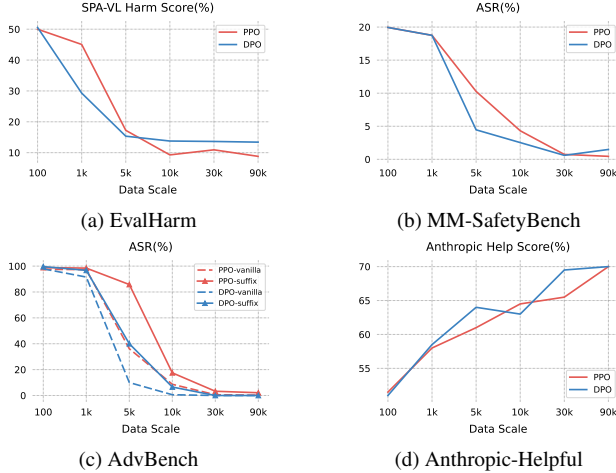 SPA-VL Harm Score(%)
PPO
DPO
50
40
30
20
10
100 1k 5k 10k 30k 90k
Data Scale
(a) EvalHarm
ASR(%)
PPO
DPO
20
15
10
5
0
100 1k 5k 10k 30k 90k
Data Scale
(b) MM-SafetyBench
ASR(%)
PPO-vanilla
PPO-suffix
DPO-vanilla
DPO-suffix
100
80
60
40
20
0
100 1k 5k 10k 30k 90k
Data Scale
(c) AdvBench
Anthropic Help Score(%)
70
65
60
55
PPO
DPO
100 1k 5k 10k 30k 90k
Data Scale
(d) Anthropic-Helpful